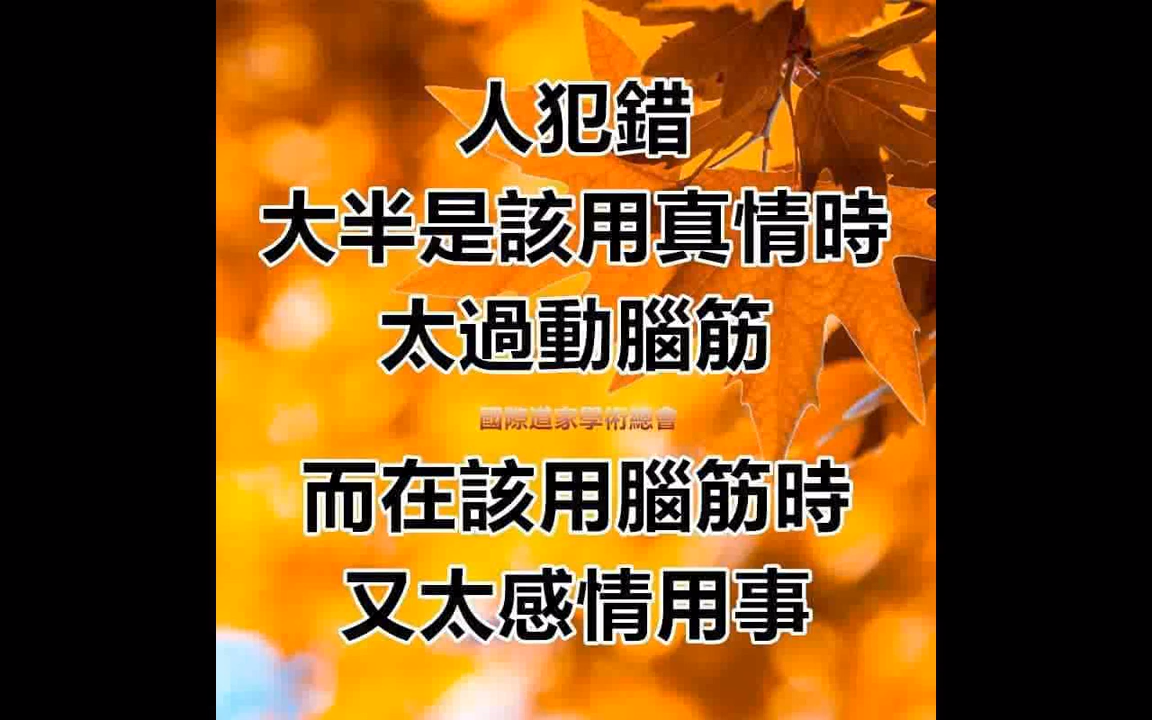 人犯錯
大半是該用真情時
太過動腦筋
國際道家學術總會
而在該用腦筋時
又太感情用事